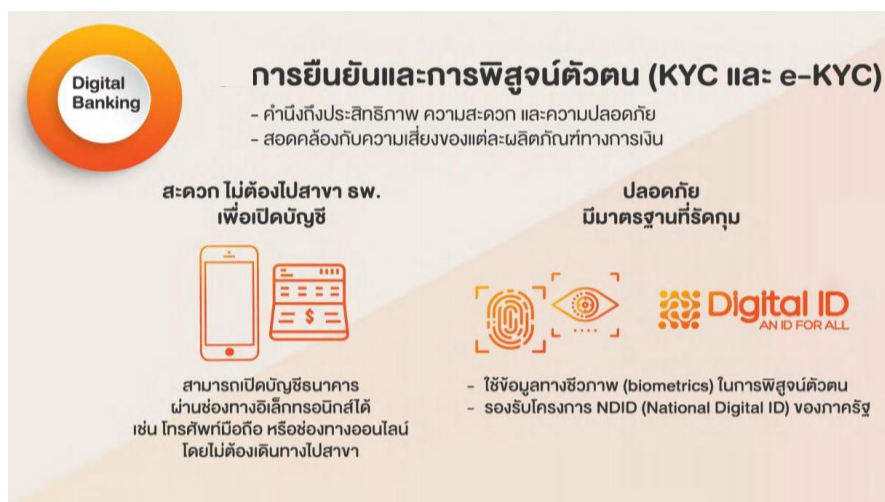 Digital
Banking
การยืนยันและการพิสูจน์ตัวตน (KYC และ e-KYC)
- คำนึงถึงประสิทธิภาพ ความสะดวก และความปลอดภัย
- สอดคล้องกับความเสี่ยงของแต่ละผลิตภัณฑ์ทางการเงิน
สะดวก ไม่ต้องไปสาขา ธพ.
เพื่อเปิดบัญชี
$
สามารถเปิดบัญชีธนาคาร
ผ่านช่องทางอิเล็กทรอนิกส์ได้
เช่น โทรศัพท์มือถือ หรือช่องทางออนไลน์
โดยไม่ต้องเดินทางไปสาขา
ปลอดภัย
มีมาตรฐานที่รัดกุม
Digital ID
AN ID FOR ALL
- ใช้ข้อมูลทางชีวภาพ (biometrics) ในการพิสูจน์ตัวตน
- รองรับโครงการ NDID (National Digital ID) ของภาครัฐ